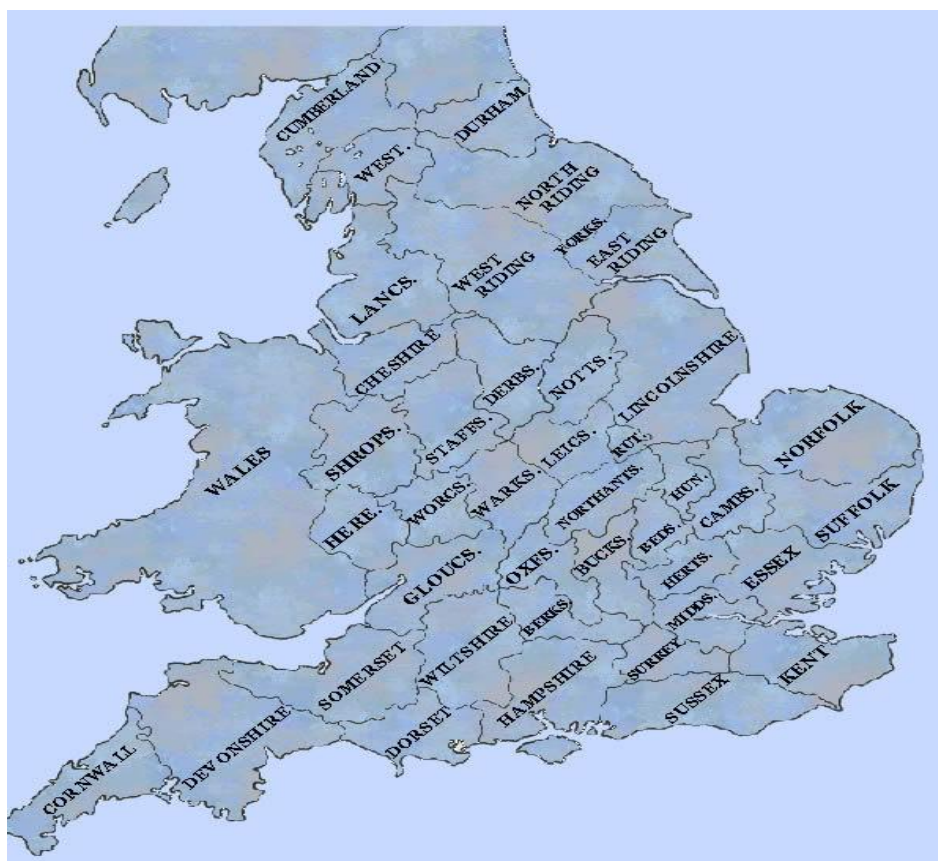 CUMBERLAND
DURHAM
WEST.
NORTH
RIDING
YORKS.
EAST
RIDING
WEST
RIDING
LANCS.
CHESHIRE
DERBS.
NOTTS.
LINCOLNSHIRE
SHROPS.
STAFFS.
LEICS.
RUT.
NORFOLK
WALES
HERE.
WORCS.
WARKS.
NORTHANTS.
HUN.
CAMBS.
SUFFOLK
GLOUCS.
OXFS.
BUCKS.
BEDS.
HERTS.
ESSEX
MIDDS.
BERKS.
WILTSHIRE
SOMERSET
HAMPSHIRE
SURREY
KENT
SUSSEX
DORSET
DEVONSHIRE
CORNWALL